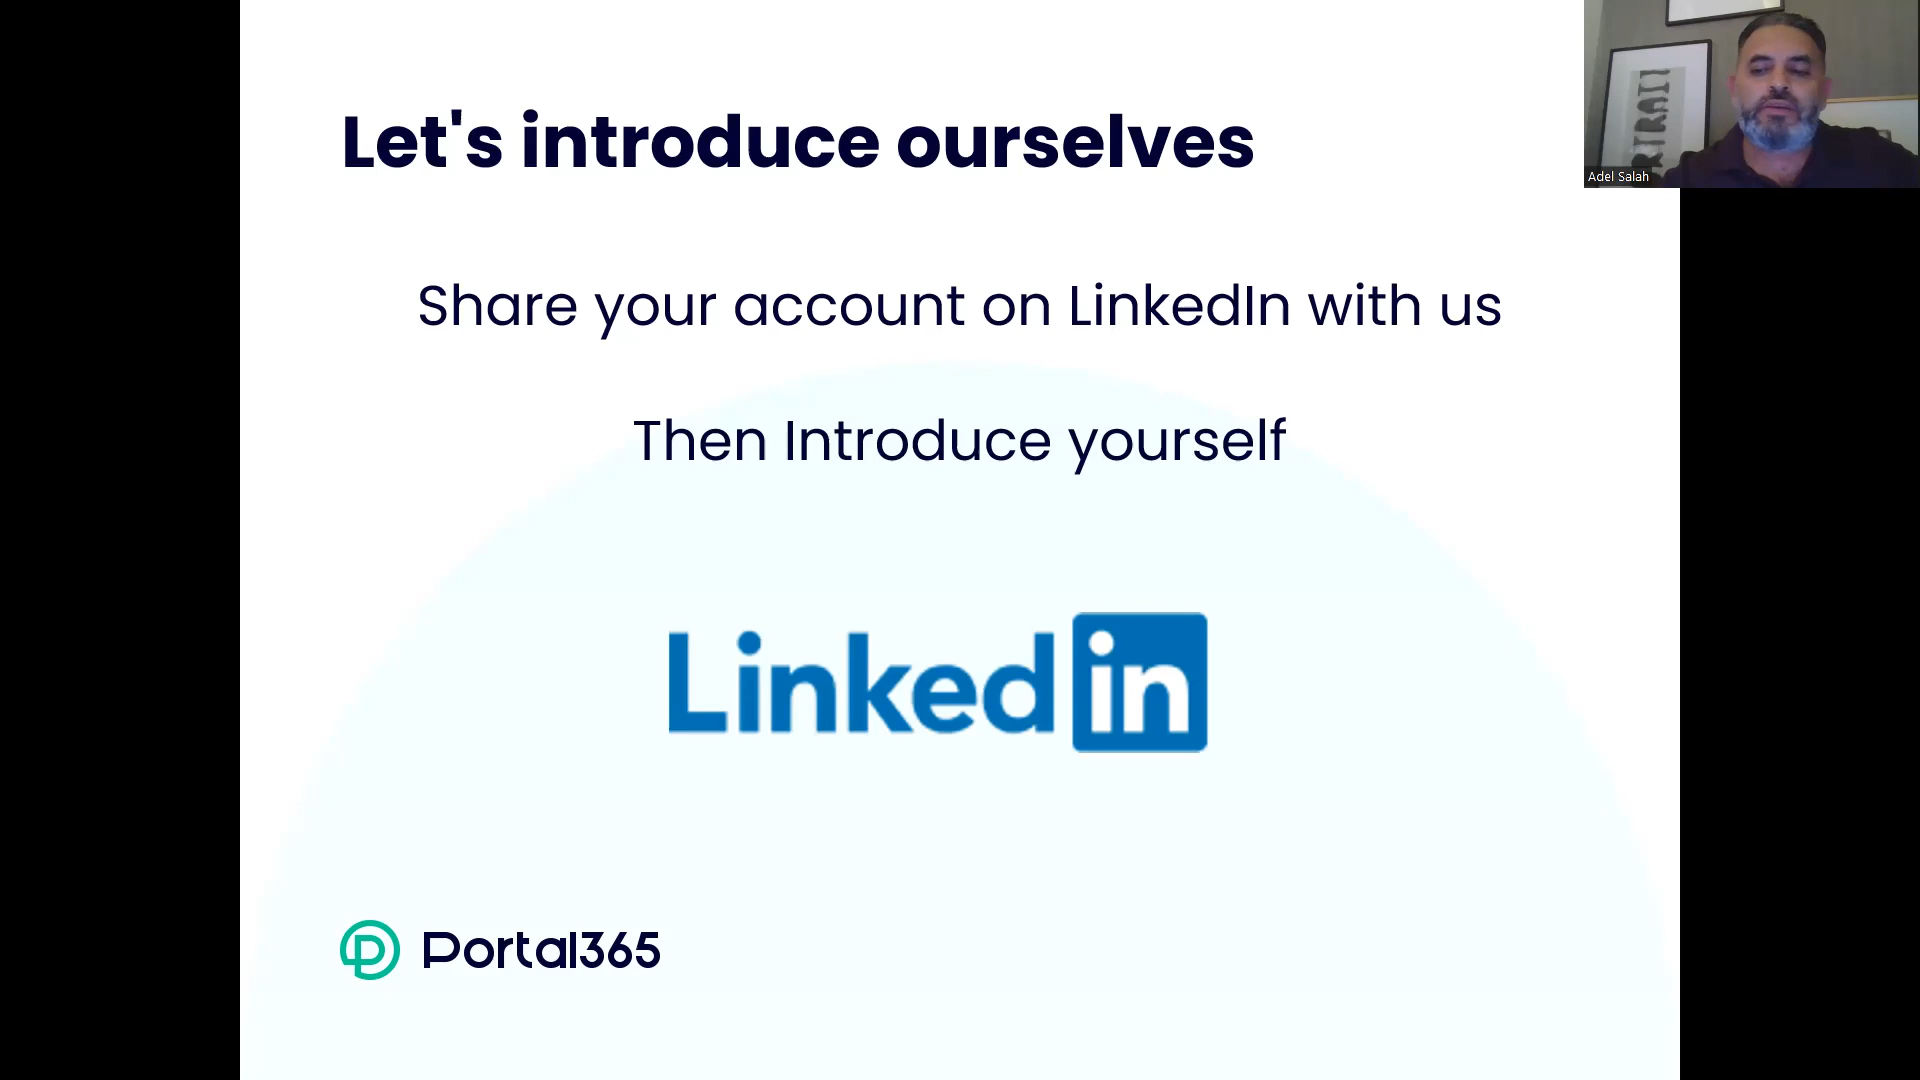 Let's introduce ourselves
Adel Salah
Share your account on LinkedIn with us
Then Introduce yourself
Linkedin
Portal365